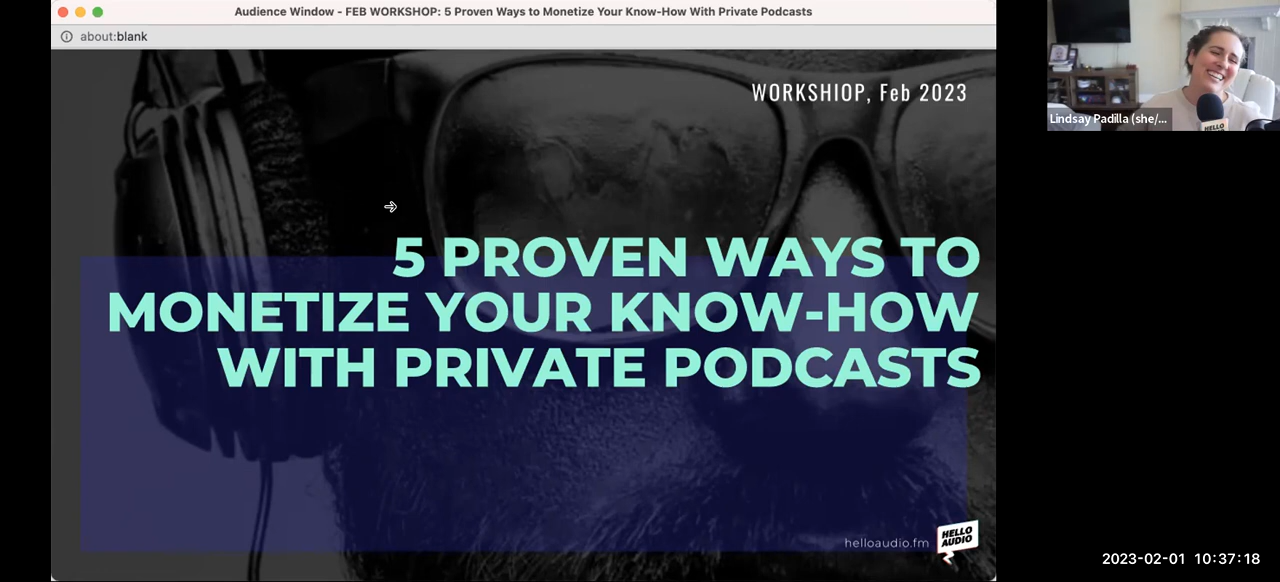 Audience Window - FEB WORKSHOP: 5 Proven Ways to Monetize Your Know-How With Private Podcasts
about:blank
WORKSHIOP, Feb 2023
5 PROVEN WAYS TO
MONETIZE YOUR KNOW-HOW
WITH PRIVATE PODCASTS
helloaudio.fm
HELLO
AUDIO
Lindsay Padilla (she/...
HELLO
2023-02-01 10:37:18